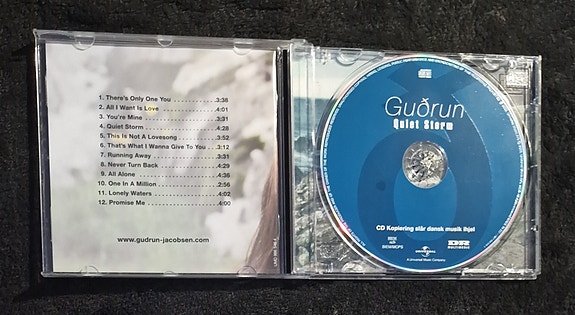 1. There's Only One You ........................3:36
2. All I Want Is Love ........................4:01
3. You're Mine ........................3:31
4. Quiet Storm ........................4:28
5. This Is Not A Lovesong ........................3:52
6. That's What I Wanna Give To You ........3:12
7. Running Away ........................3:31
8. Never Turn Back ........................4:29
9. All Alone ........................4:36
10. One In A Million ........................2:56
11. Lonely Waters ........................4:02
12. Promise Me ........................4:00
www.gudrun-jacobsen.com
Guðrun
Quiet Storm
CD Kopiering slår dansk musik ihjel
UNIVERSAL
DR
MULTIMEDIE
A Universal Music Company